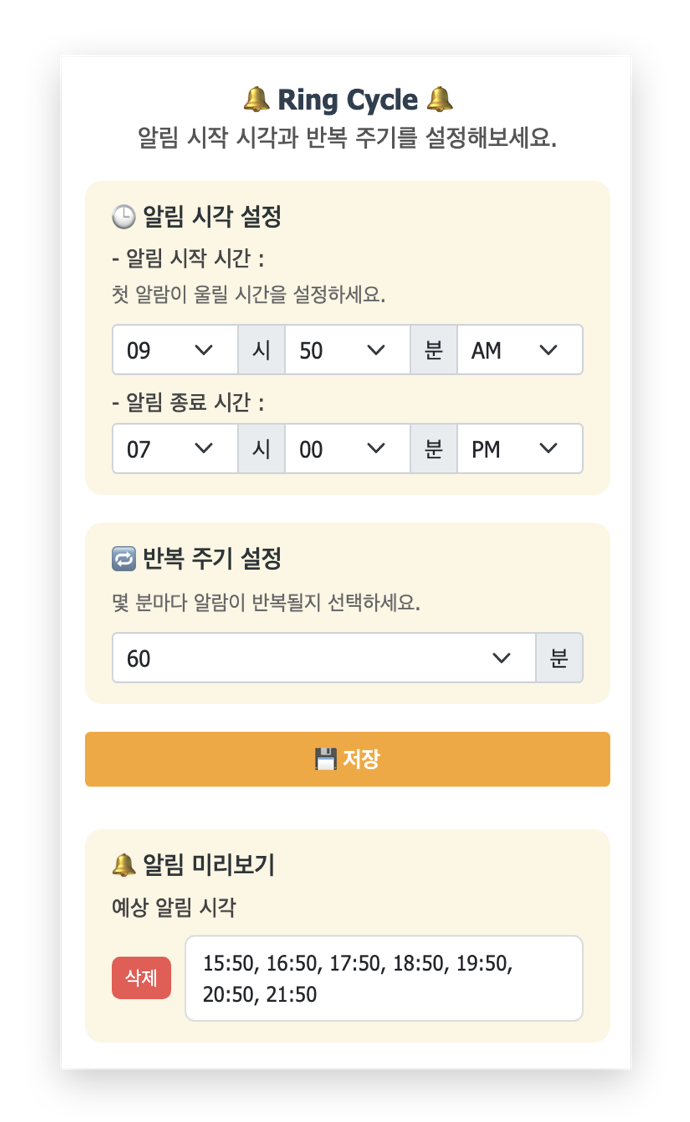 🔔 Ring Cycle 🔔
알림 시작 시각과 반복 주기를 설정해보세요.
🕒 알림 시각 설정
- 알림 시작 시간 :
첫 알람이 울릴 시간을 설정하세요.
09 시 50 분 AM
- 알림 종료 시간 :
07 시 00 분 PM
🔁 반복 주기 설정
몇 분마다 알람이 반복될지 선택하세요.
60 분
💾 저장
🔔 알림 미리보기
예상 알림 시각
삭제
15:50, 16:50, 17:50, 18:50, 19:50,
20:50, 21:50